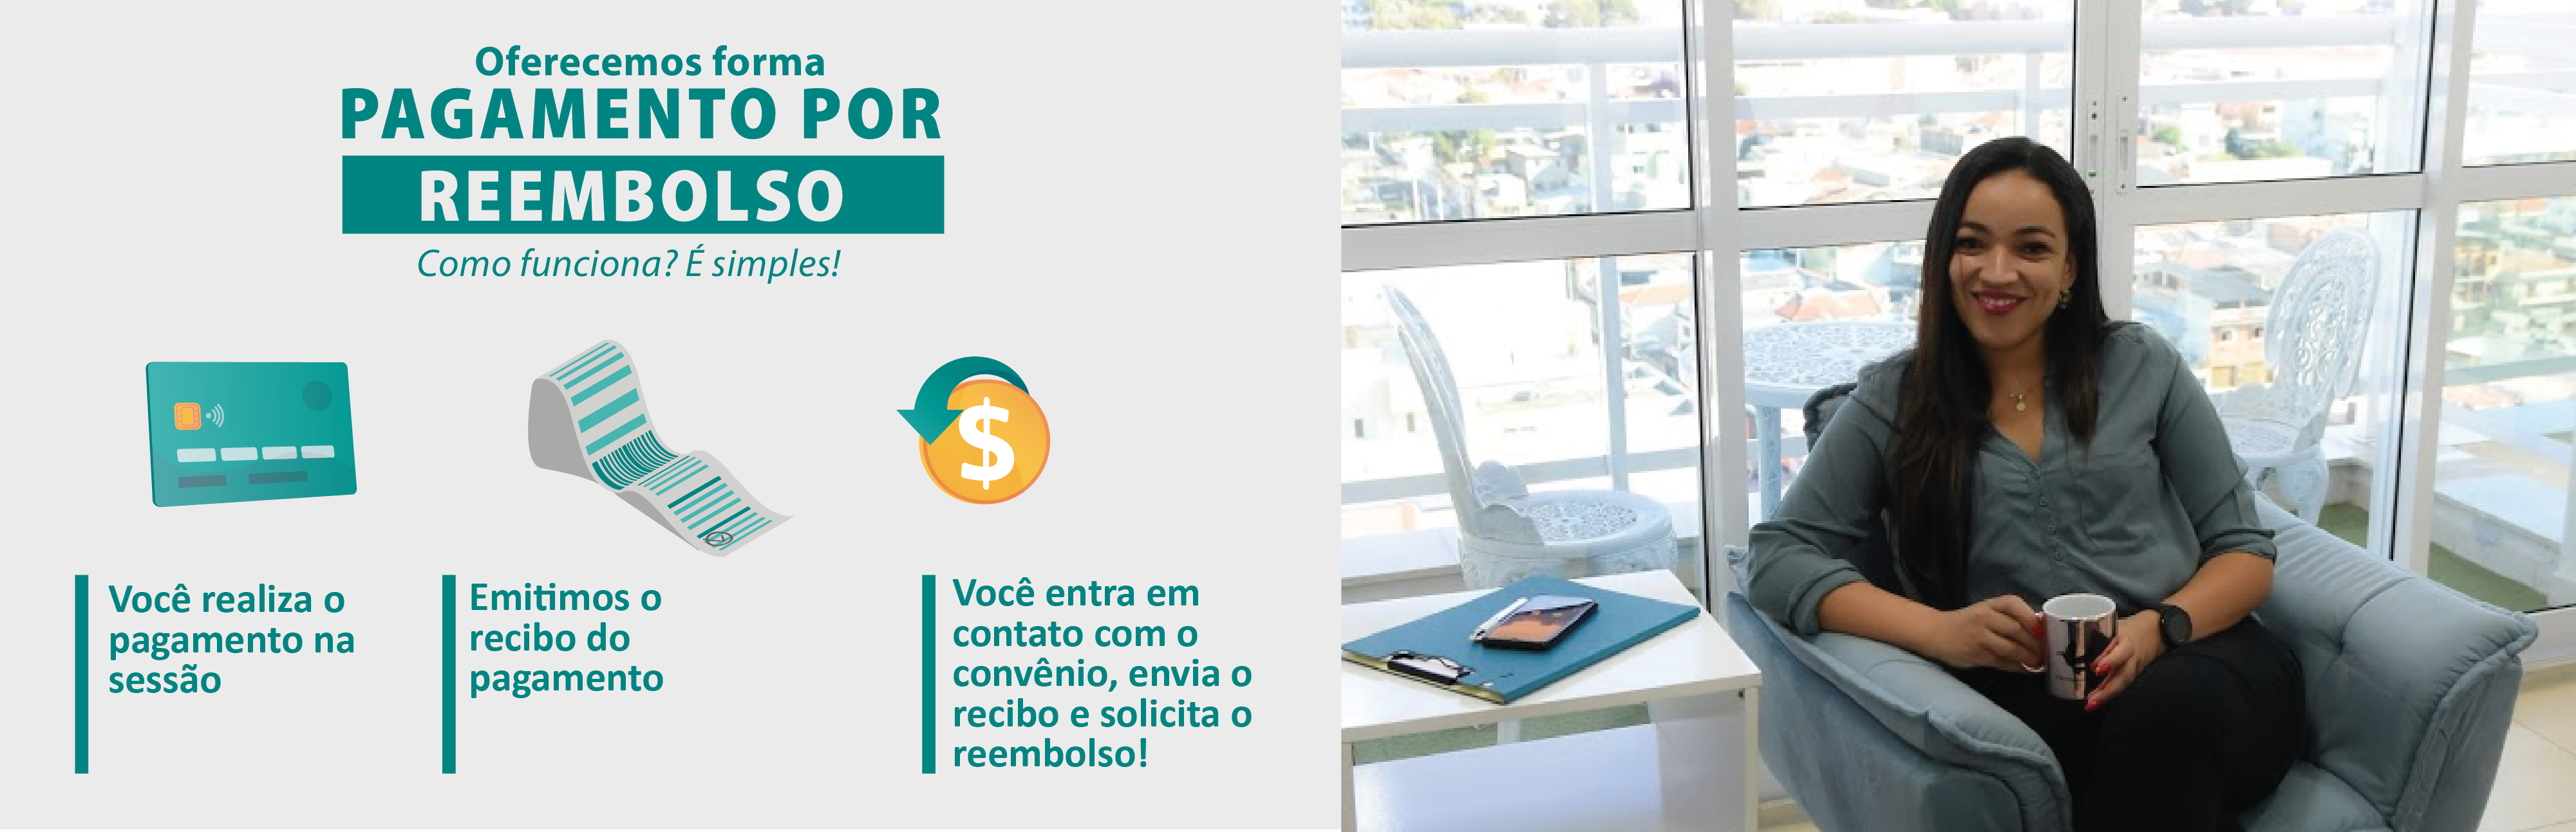 Oferecemos forma
PAGAMENTO POR
REEMBOLSO
Como funciona? É simples!
$
Você realiza o
pagamento na
sessão
Emitimos o
recibo do
pagamento
Você entra em
contato com o
convênio, envia o
recibo e solicita o
reembolso!